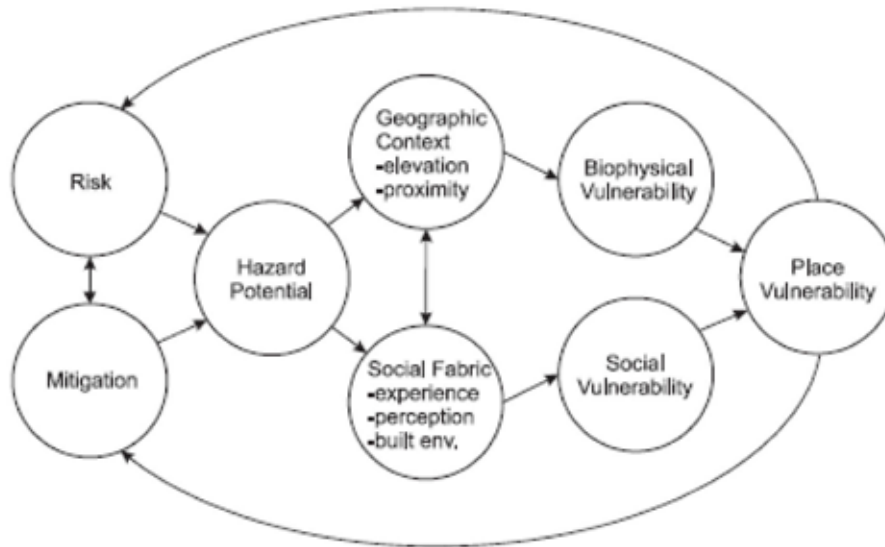 Risk
Mitigation
Hazard
Potential
Geographic
Context
-elevation
-proximity
Social Fabric
-experience
-perception
-built env.
Biophysical
Vulnerability
Social
Vulnerability
Place
Vulnerability